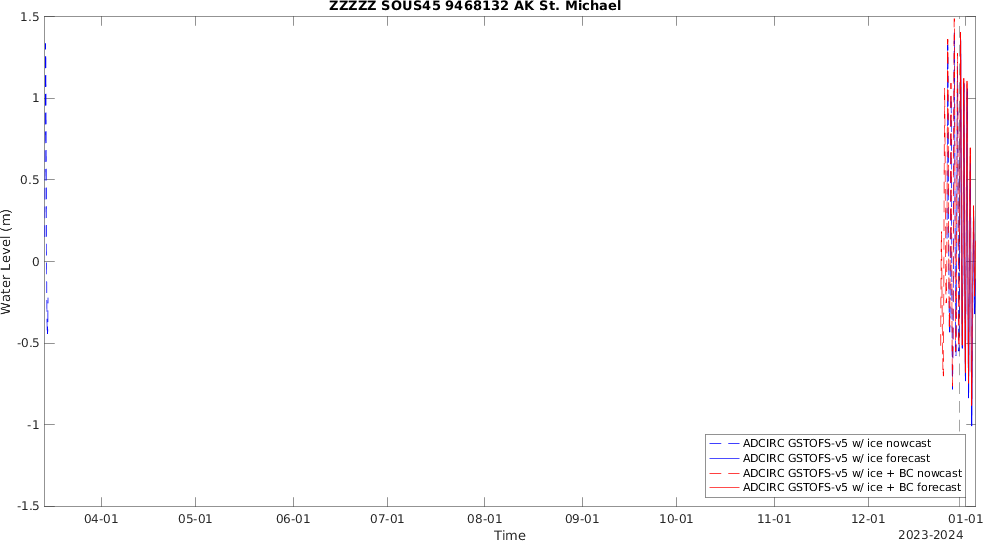 ZZZZZ SOUS45 9468132 AK St. Michael
1.5
1
0.5
0
-0.5
-1
-1.5
Water Level (m)
04-01
05-01
06-01
07-01
08-01
09-01
10-01
11-01
12-01
01-01
2023-2024
Time
ADCIRC GSTOFS-v5 w/ ice nowcast
ADCIRC GSTOFS-v5 w/ ice forecast
ADCIRC GSTOFS-v5 w/ ice + BC nowcast
ADCIRC GSTOFS-v5 w/ ice + BC forecast